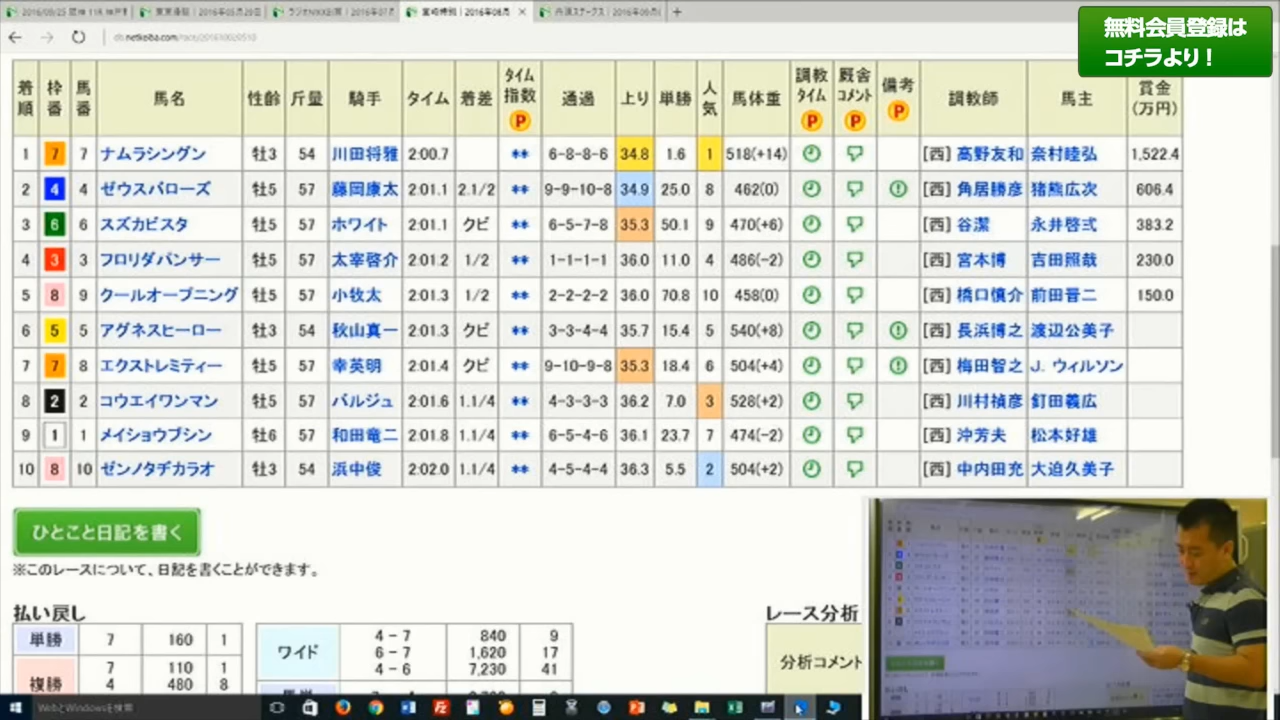 無料会員登録は
コチラより！
db.netkeiba.com/race/201610020510
着順 枠番 馬番 馬名 性齢 斤量 騎手 タイム 着差 タイム指数 通過 上り 単勝 人気 馬体重 調教タイム 厩舎コメント 備考 調教師 馬主 賞金(万円)
1 7 7 ナムラシングン 牡3 54 川田将雅 2:00.7 ** 6-8-8-6 34.8 1.6 1 518(+14) [西] 高野友和 奈村睦弘 1,522.4
2 4 4 ゼウスバローズ 牡5 57 藤岡康太 2:01.1 2.1/2 ** 9-9-10-8 34.9 25.0 8 462(0) [西] 角居勝彦 猪熊広次 606.4
3 6 6 スズカビスタ 牡5 57 ホワイト 2:01.1 クビ ** 6-5-7-8 35.3 50.1 9 470(+6) [西] 谷潔 永井啓弍 383.2
4 3 3 フロリダパンサー 牡5 57 太宰啓介 2:01.2 1/2 ** 1-1-1-1 36.0 11.0 4 486(-2) [西] 宮本博 吉田照哉 230.0
5 8 9 クールオープニング 牡5 57 小牧太 2:01.3 1/2 ** 2-2-2-2 36.0 70.8 10 458(0) [西] 橋口慎介 前田晋二 150.0
6 5 5 アグネスヒーロー 牡3 54 秋山真一 2:01.3 クビ ** 3-3-4-4 35.7 15.4 5 540(+8) [西] 長浜博之 渡辺公美子
7 7 8 エクストレミティー 牡5 57 幸英明 2:01.4 クビ ** 9-10-9-8 35.3 18.4 6 504(+4) [西] 梅田智之 J. ウィルソン
8 2 2 コウエイワンマン 牡5 57 バルジュ 2:01.6 1.1/4 ** 4-3-3-3 36.2 7.0 3 528(+2) [西] 川村禎彦 釘田義広
9 1 1 メイショウブシン 牡6 57 和田竜二 2:01.8 1.1/4 ** 6-5-4-6 36.1 23.7 7 474(-2) [西] 沖芳夫 松本好雄
10 8 10 ゼンノタヂカラオ 牡3 54 浜中俊 2:02.0 1.1/4 ** 4-5-4-4 36.3 5.5 2 504(+2) [西] 中内田充 大迫久美子
ひとこと日記を書く
※このレースについて、日記を書くことができます。
払い戻し
単勝 7 160 1
複勝 7 110 1
4 480 8
ワイド 4 - 7 840 9
6 - 7 1,620 17
4 - 6 7,230 41
レース分析
分析コメント
WebとWindowsを検索